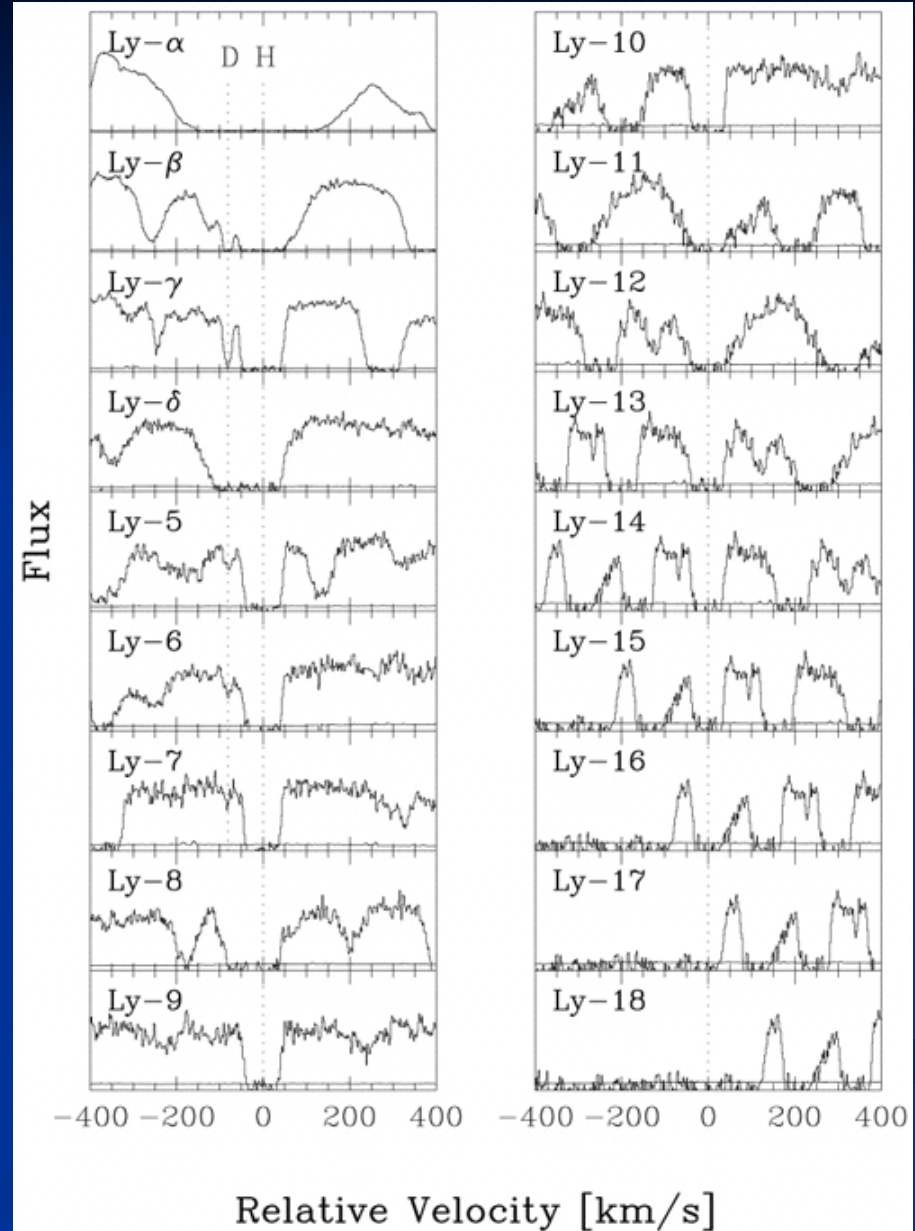 Flux
Ly-α
D H
Ly-β
Ly-γ
Ly-δ
Ly-5
Ly-6
Ly-7
Ly-8
Ly-9
−400 −200 0 200 400
Ly-10
Ly-11
Ly-12
Ly-13
Ly-14
Ly-15
Ly-16
Ly-17
Ly-18
−400 −200 0 200 400
Relative Velocity [km/s]